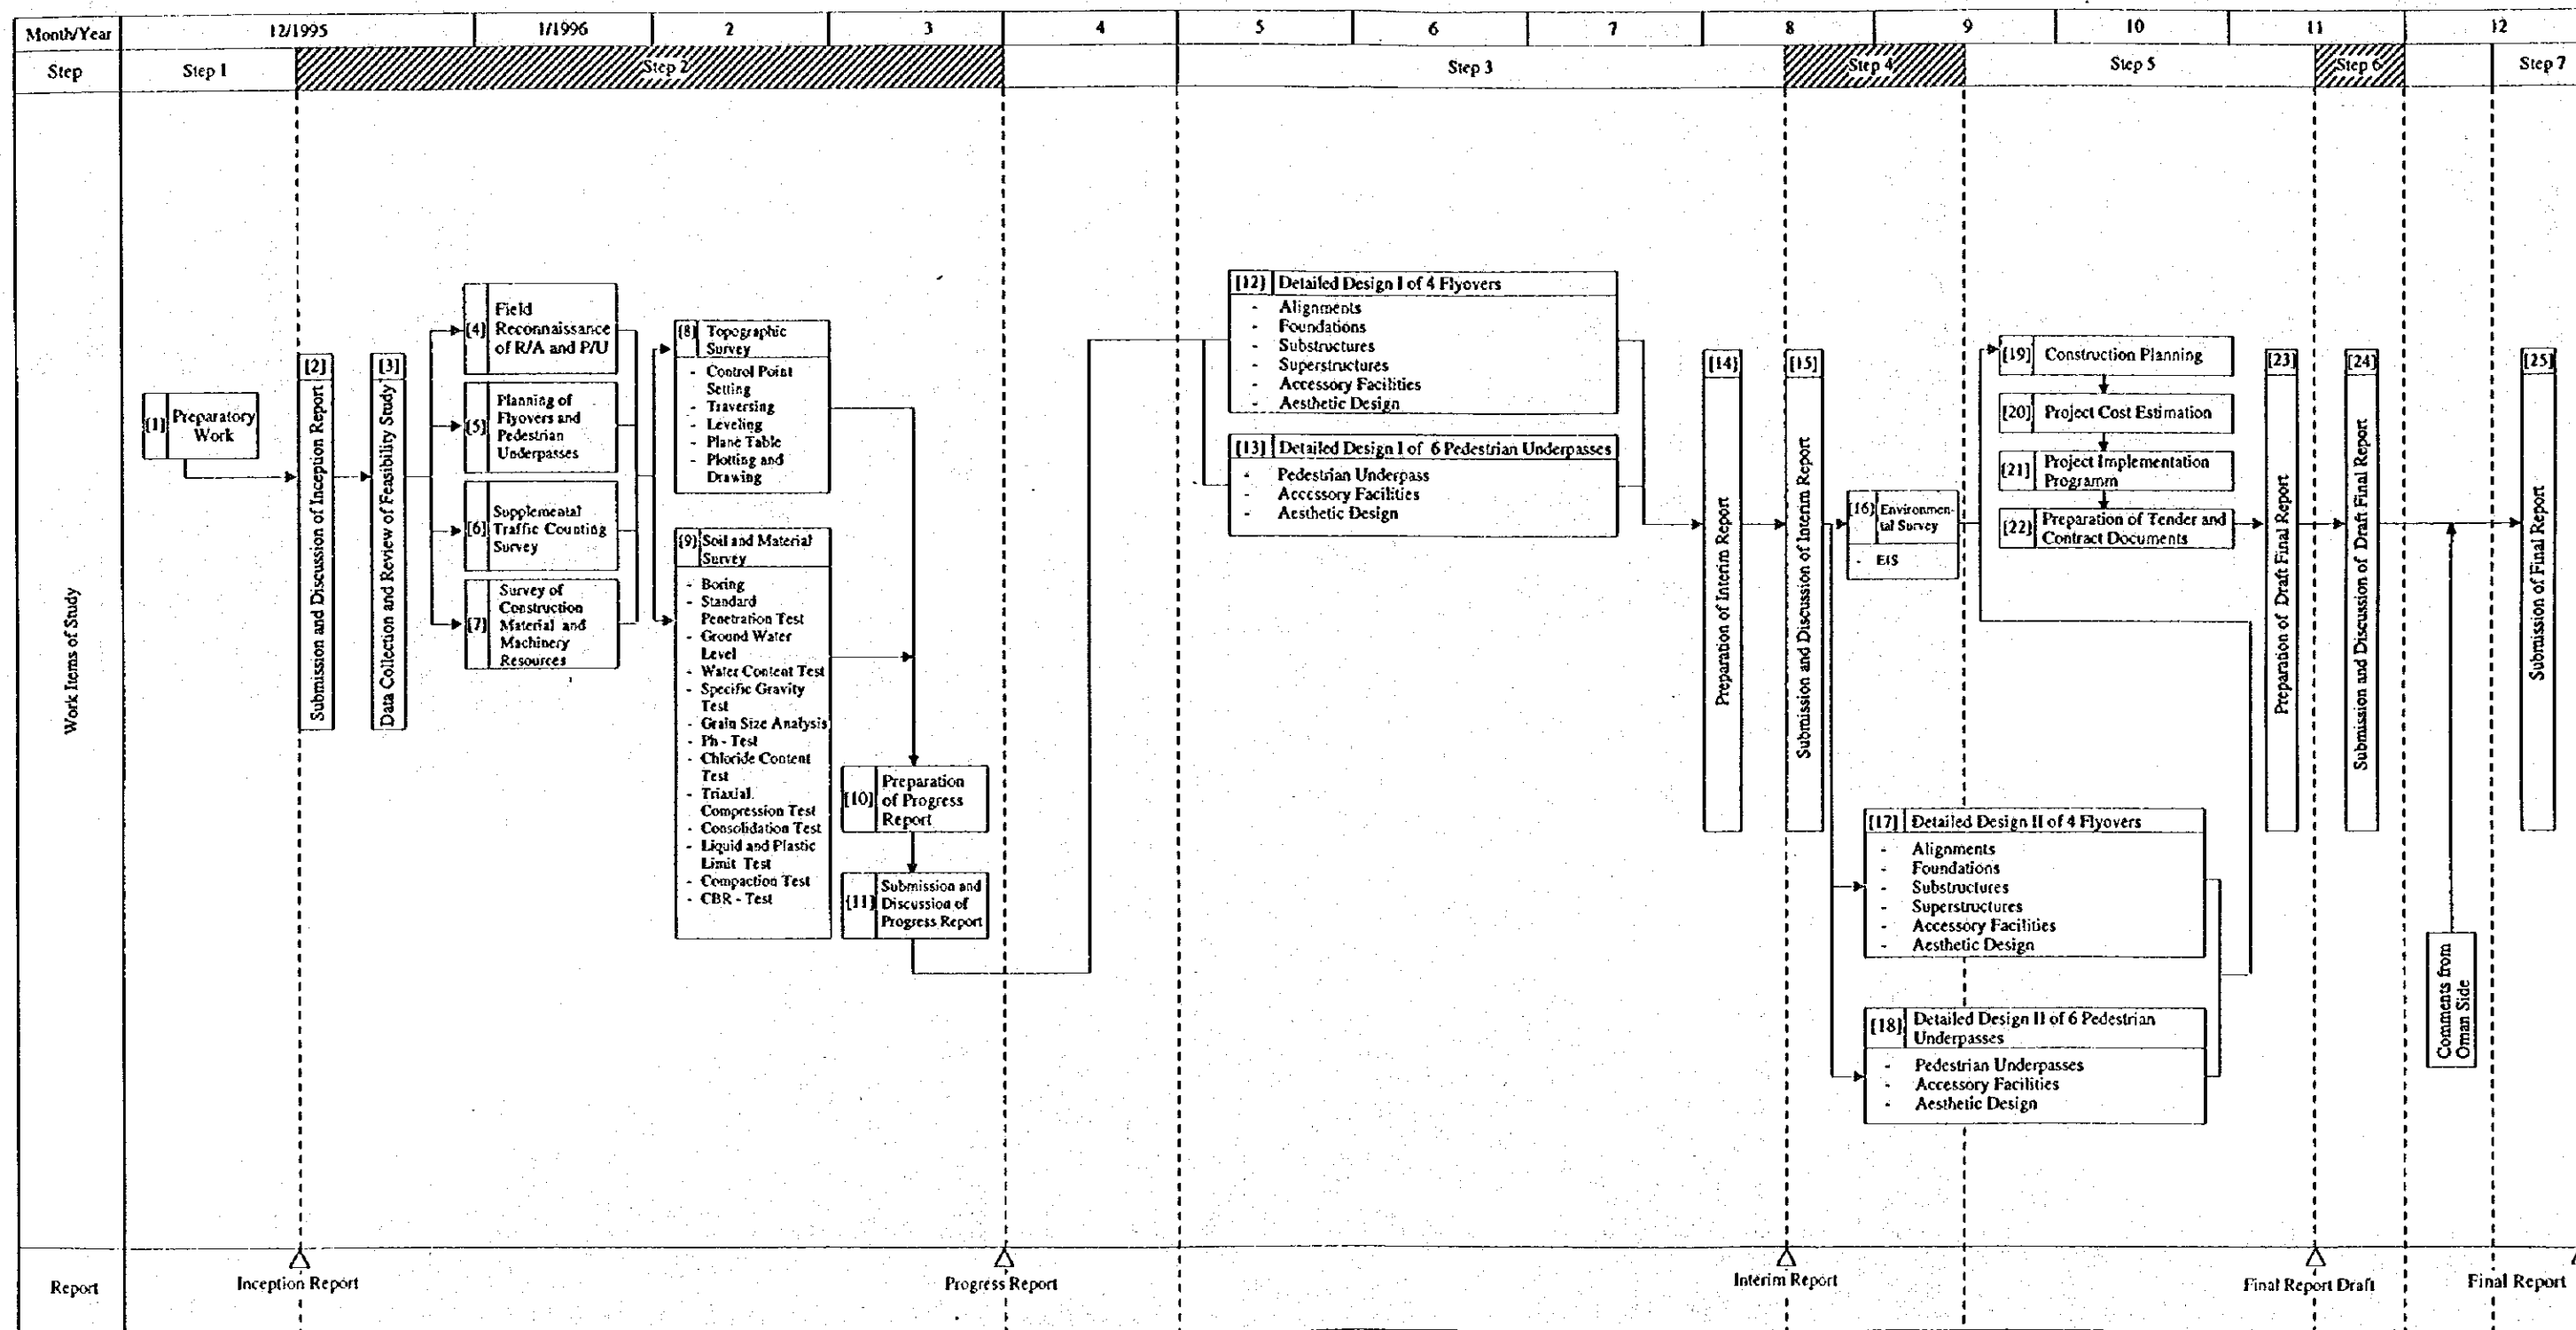 Month/Year 12/1995 1/1996 2 3 4 5 6 7 8 9 10 11 12
Step Step 1 Step 2 Step 3 Step 4 Step 5 Step 6 Step 7
Work Items of Study
[1] Preparatory
Work
[2] Submission and Discussion of Inception Report
[3] Data Collection and Review of Feasibility Study
[4] Field
Reconnaissance
of R/A and P/U
[5] Planning of
Flyovers and
Pedestrian
Underpasses
[6] Supplemental
Traffic Counting
Survey
[7] Survey of
Construction
Material and
Machinery
Resources
[8] Topographic
Survey
- Control Point
Setting
- Traversing
- Leveling
- Plane Table
- Plotting and
Drawing
[9] Soil and Material
Survey
- Boring
- Standard
Penetration Test
- Ground Water
Level
- Water Content Test
- Specific Gravity
Test
- Grain Size Analysis
- Ph - Test
- Chloride Content
Test
- Triaxial
Compression Test
- Consolidation Test
- Liquid and Plastic
Limit Test
- Compaction Test
- CBR - Test
[10] Preparation
of Progress
Report
[11] Submission and
Discussion of
Progress Report
[12] Detailed Design I of 4 Flyovers
- Alignments
- Foundations
- Substructures
- Superstructures
- Accessory Facilities
- Aesthetic Design
[13] Detailed Design I of 6 Pedestrian Underpasses
- Pedestrian Underpass
- Accessory Facilities
- Aesthetic Design
[14] Preparation of Interim Report
[15] Submission and Discussion of Interim Report
[16] Environmen-
tal Survey
- EIS
[17] Detailed Design II of 4 Flyovers
- Alignments
- Foundations
- Substructures
- Superstructures
- Accessory Facilities
- Aesthetic Design
[18] Detailed Design II of 6 Pedestrian
Underpasses
- Pedestrian Underpasses
- Accessory Facilities
- Aesthetic Design
[19] Construction Planning
[20] Project Cost Estimation
[21] Project Implementation
Programm
[22] Preparation of Tender and
Contract Documents
[23] Preparation of Draft Final Report
[24] Submission and Discussion of Draft Final Report
Comments from
Oman Side
[25] Submission of Final Report
Report Inception Report Progress Report Interim Report Final Report Draft Final Report